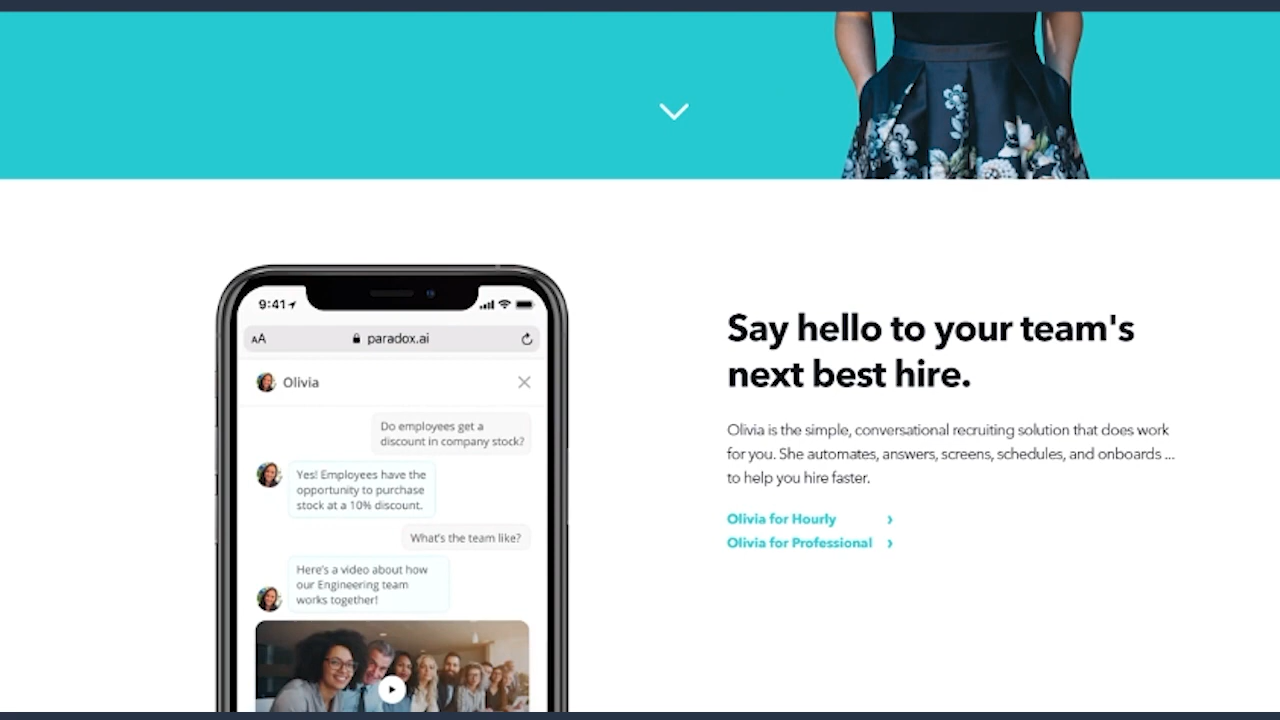 9:41
AA paradox.ai
Olivia
Do employees get a
discount in company stock?
Yes! Employees have the
opportunity to purchase
stock at a 10% discount.
What's the team like?
Here's a video about how
our Engineering team
works together!
Say hello to your team's
next best hire.
Olivia is the simple, conversational recruiting solution that does work
for you. She automates, answers, screens, schedules, and onboards ...
to help you hire faster.
Olivia for Hourly ›
Olivia for Professional ›